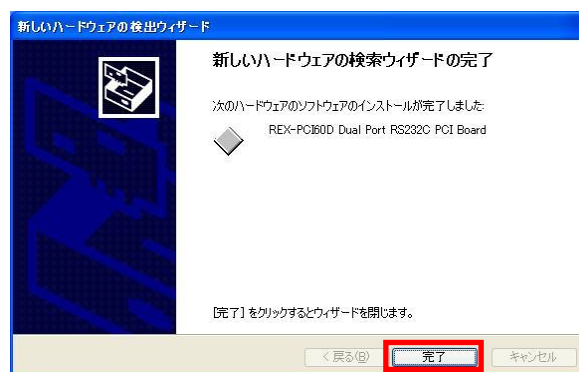 新しいハードウェアの検出ウィザード
新しいハードウェアの検索ウィザードの完了
次のハードウェアのソフトウェアのインストールが完了しました:
REX-PCI60D Dual Port RS232C PCI Board
[完了] をクリックするとウィザードを閉じます。
< 戻る(B) 完了 キャンセル